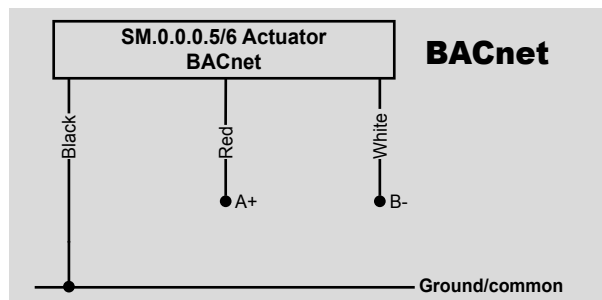 SM.0.0.0.5/6 Actuator
BACnet
BACnet
Black
Red
White
A+
B-
Ground/common